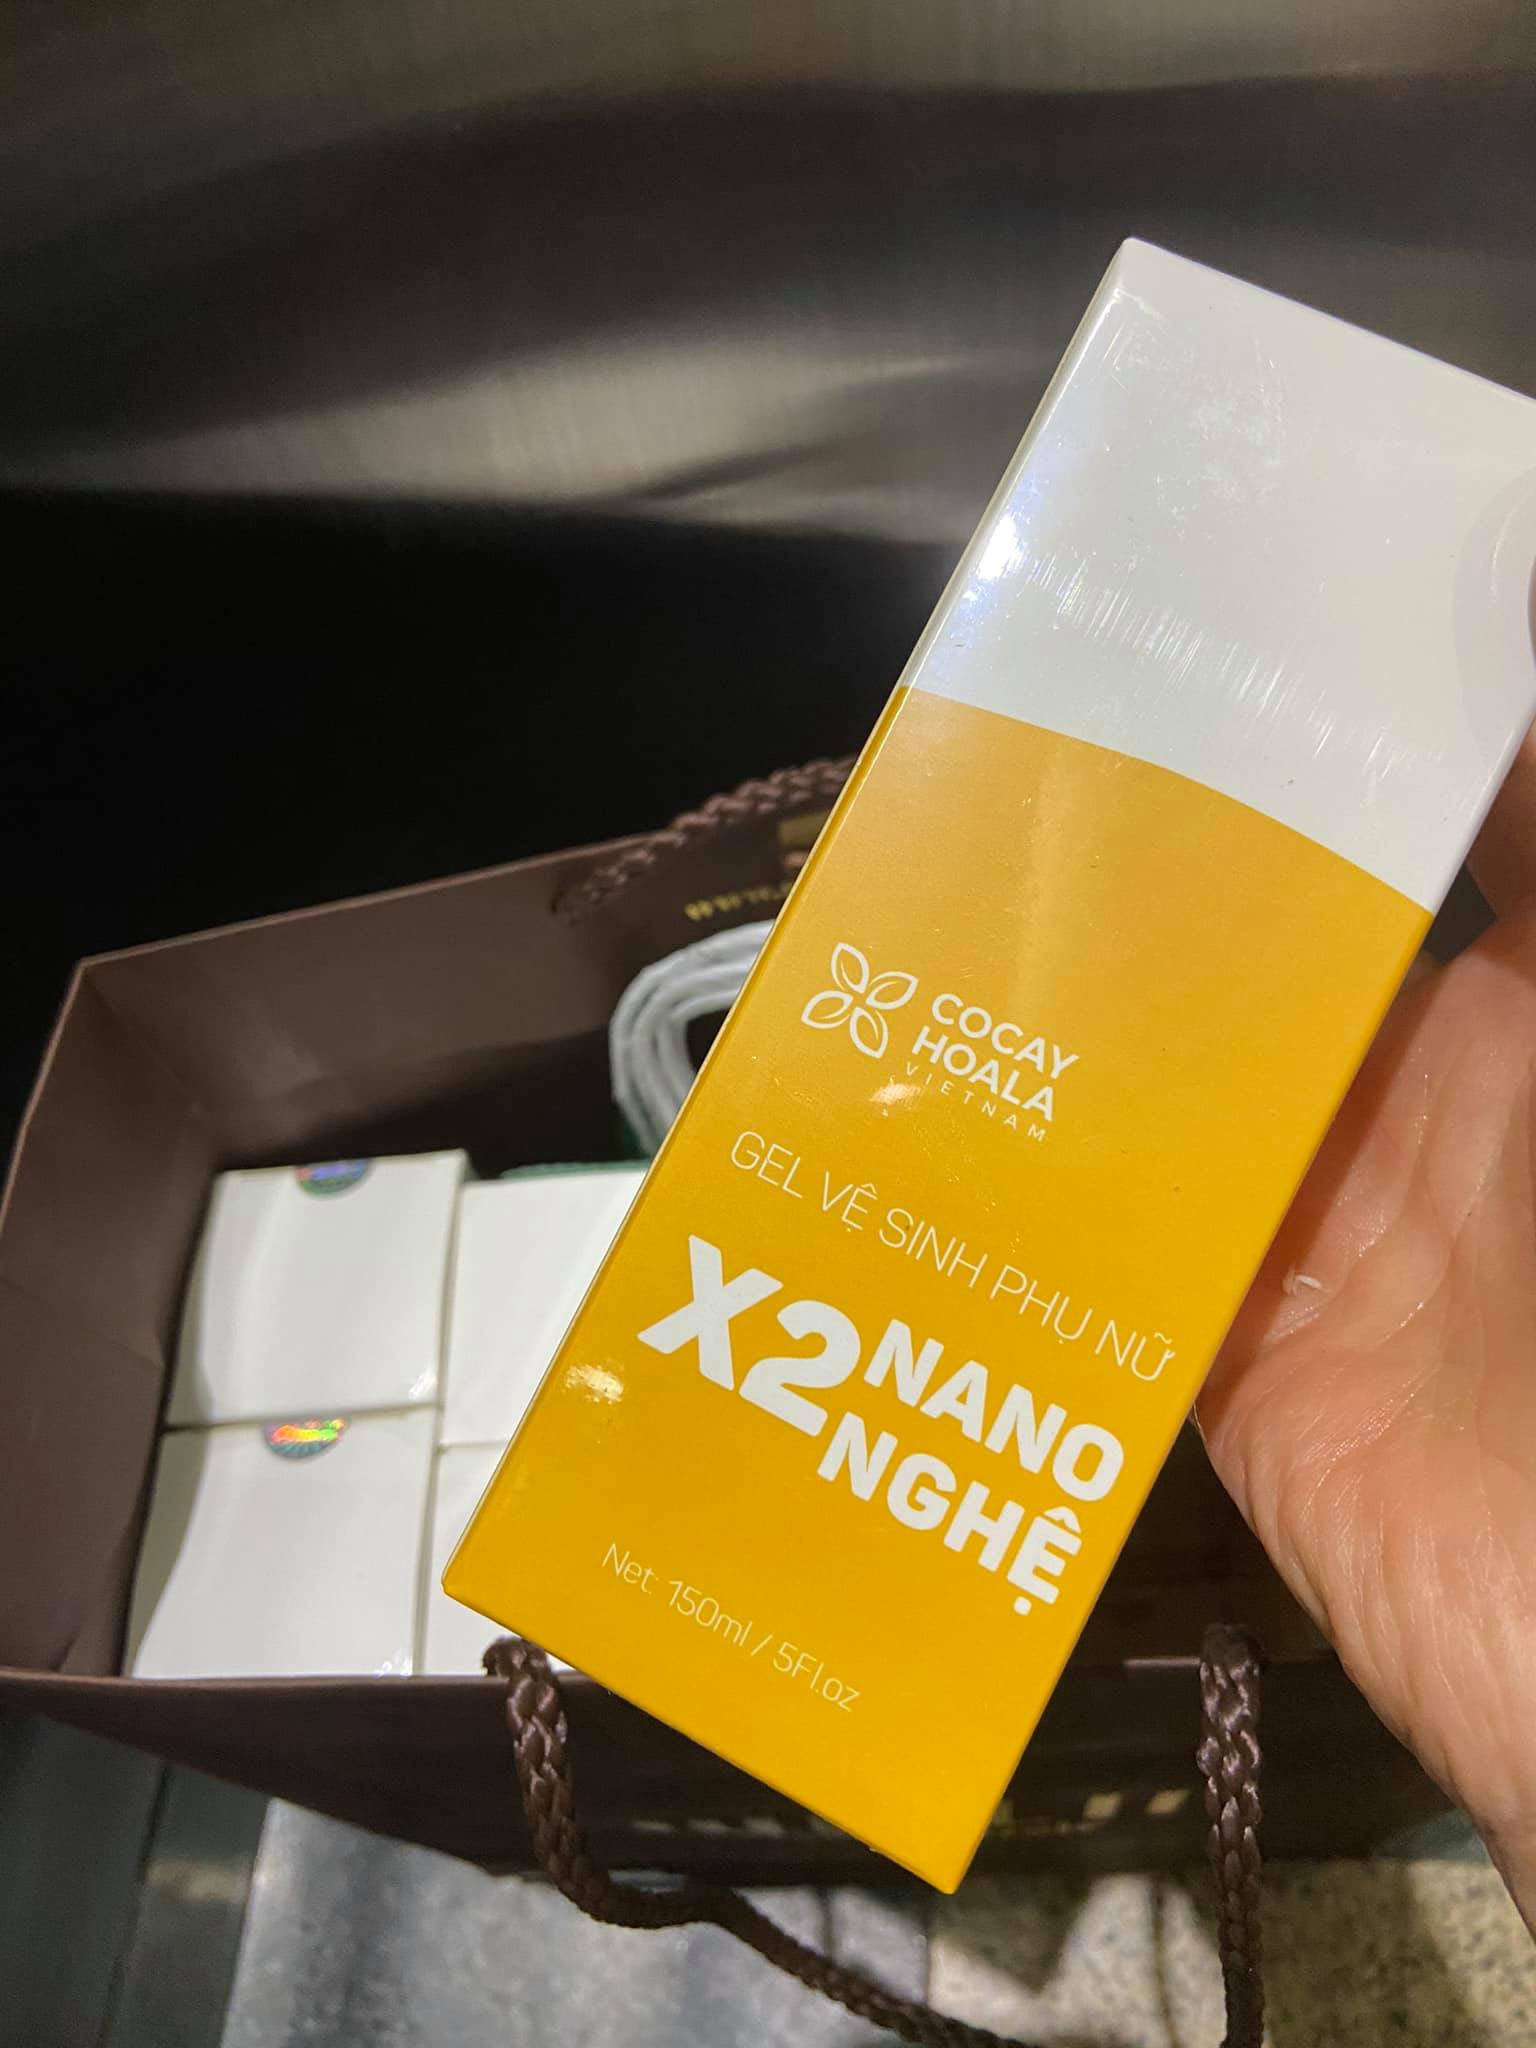 COCAY
HOALA
VIETNAM
GEL VỆ SINH PHỤ NỮ
X2 NANO
NGHỆ
Net: 150ml / 5Fl.oz